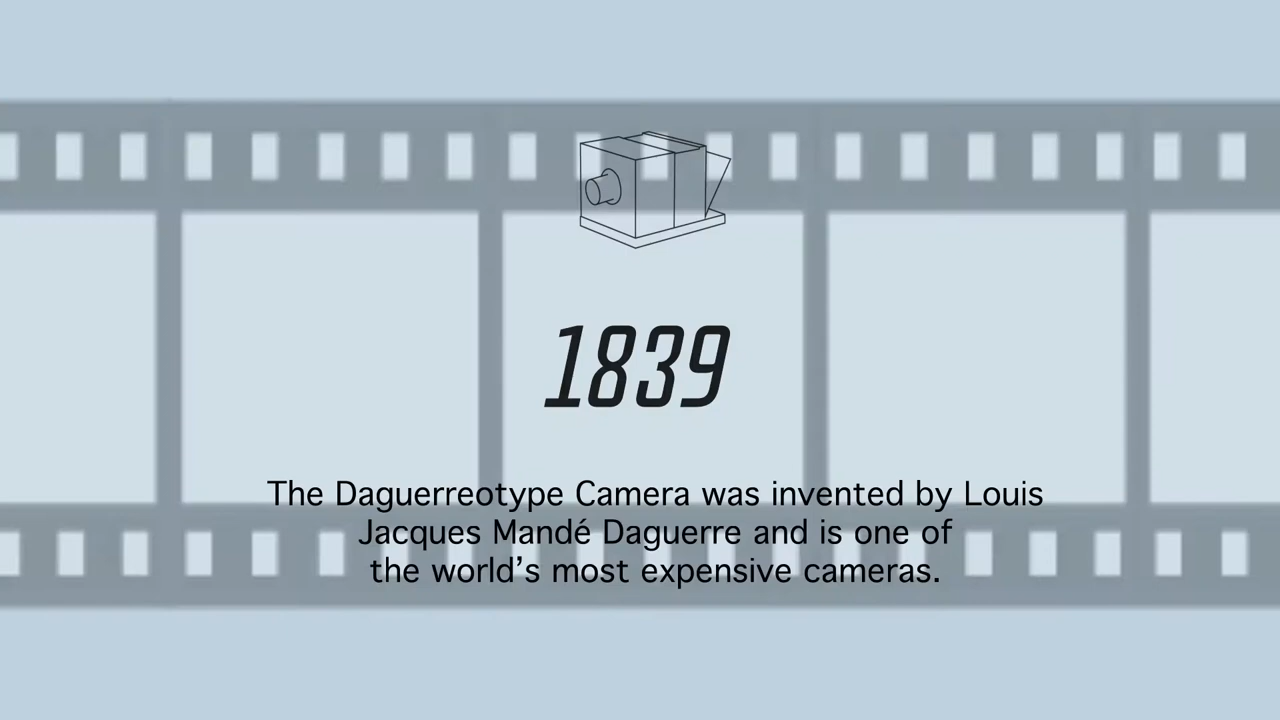 1839
The Daguerreotype Camera was invented by Louis
Jacques Mandé Daguerre and is one of
the world’s most expensive cameras.